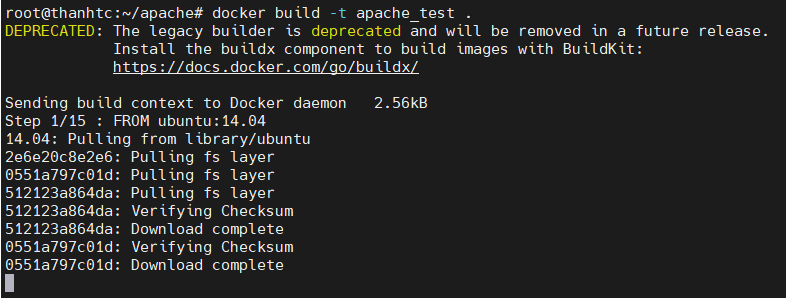 root@thanhtc:~/apache# docker build -t apache_test .
DEPRECATED: The legacy builder is deprecated and will be removed in a future release.
            Install the buildx component to build images with BuildKit:
            https://docs.docker.com/go/buildx/

Sending build context to Docker daemon   2.56kB
Step 1/15 : FROM ubuntu:14.04
14.04: Pulling from library/ubuntu
2e6e20c8e2e6: Pulling fs layer
0551a797c01d: Pulling fs layer
512123a864da: Pulling fs layer
512123a864da: Verifying Checksum
512123a864da: Download complete
0551a797c01d: Verifying Checksum
0551a797c01d: Download complete